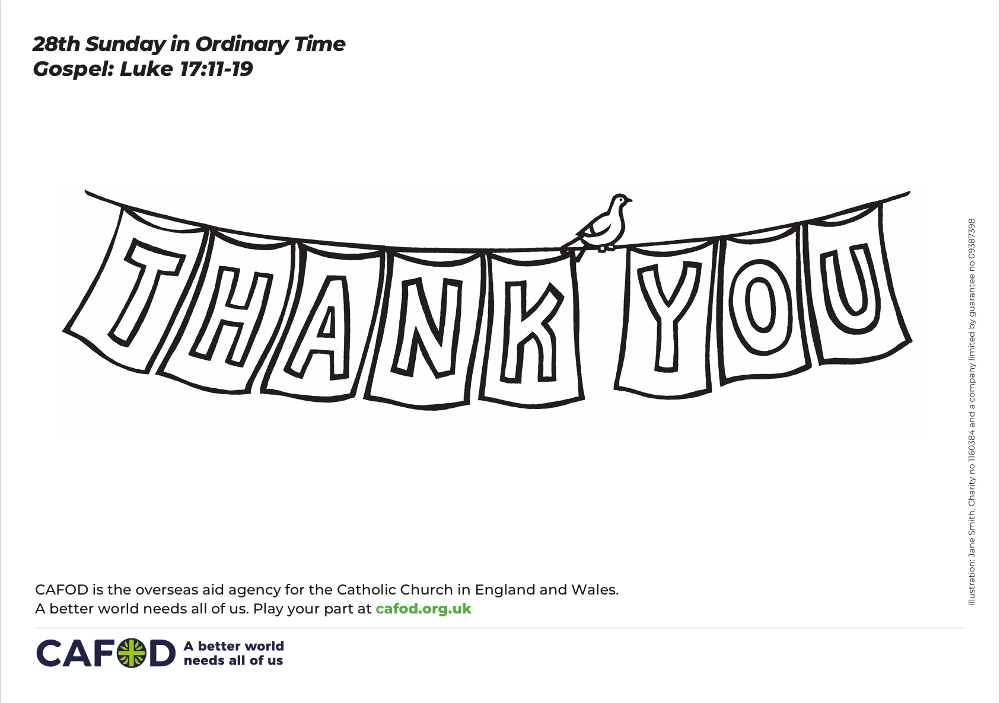 28th Sunday in Ordinary Time
Gospel: Luke 17:11-19
THANK YOU
Illustration: Jane Smith. Charity no 1160384 and a company limited by guarantee no 09387398
CAFOD is the overseas aid agency for the Catholic Church in England and Wales.
A better world needs all of us. Play your part at cafod.org.uk
CAFOD
A better world
needs all of us